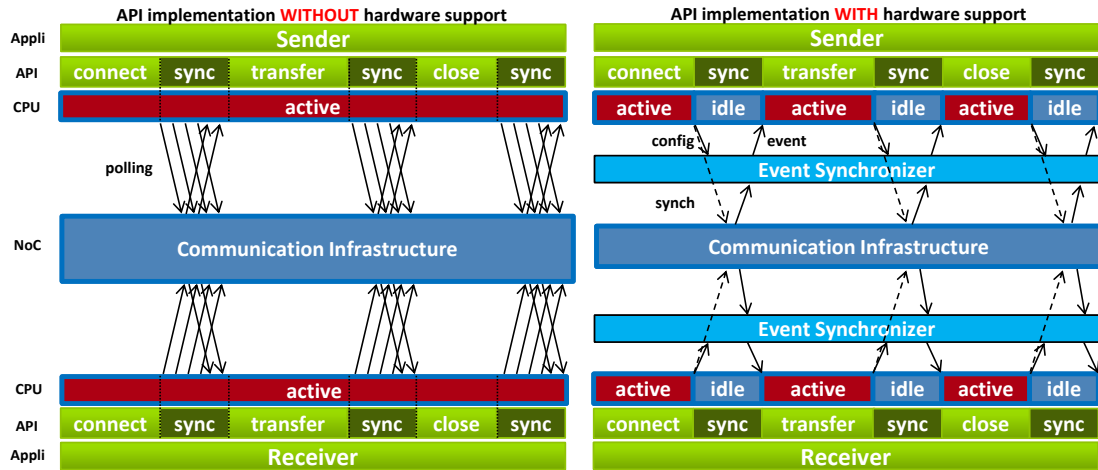 API implementation WITHOUT hardware support
Appli Sender
API connect sync transfer sync close sync
CPU active
polling
NoC Communication Infrastructure
CPU active
API connect sync transfer sync close sync
Appli Receiver
API implementation WITH hardware support
Sender
connect sync transfer sync close sync
active idle active idle active idle
config event
Event Synchronizer
synch
Communication Infrastructure
Event Synchronizer
active idle active idle active idle
connect sync transfer sync close sync
Receiver